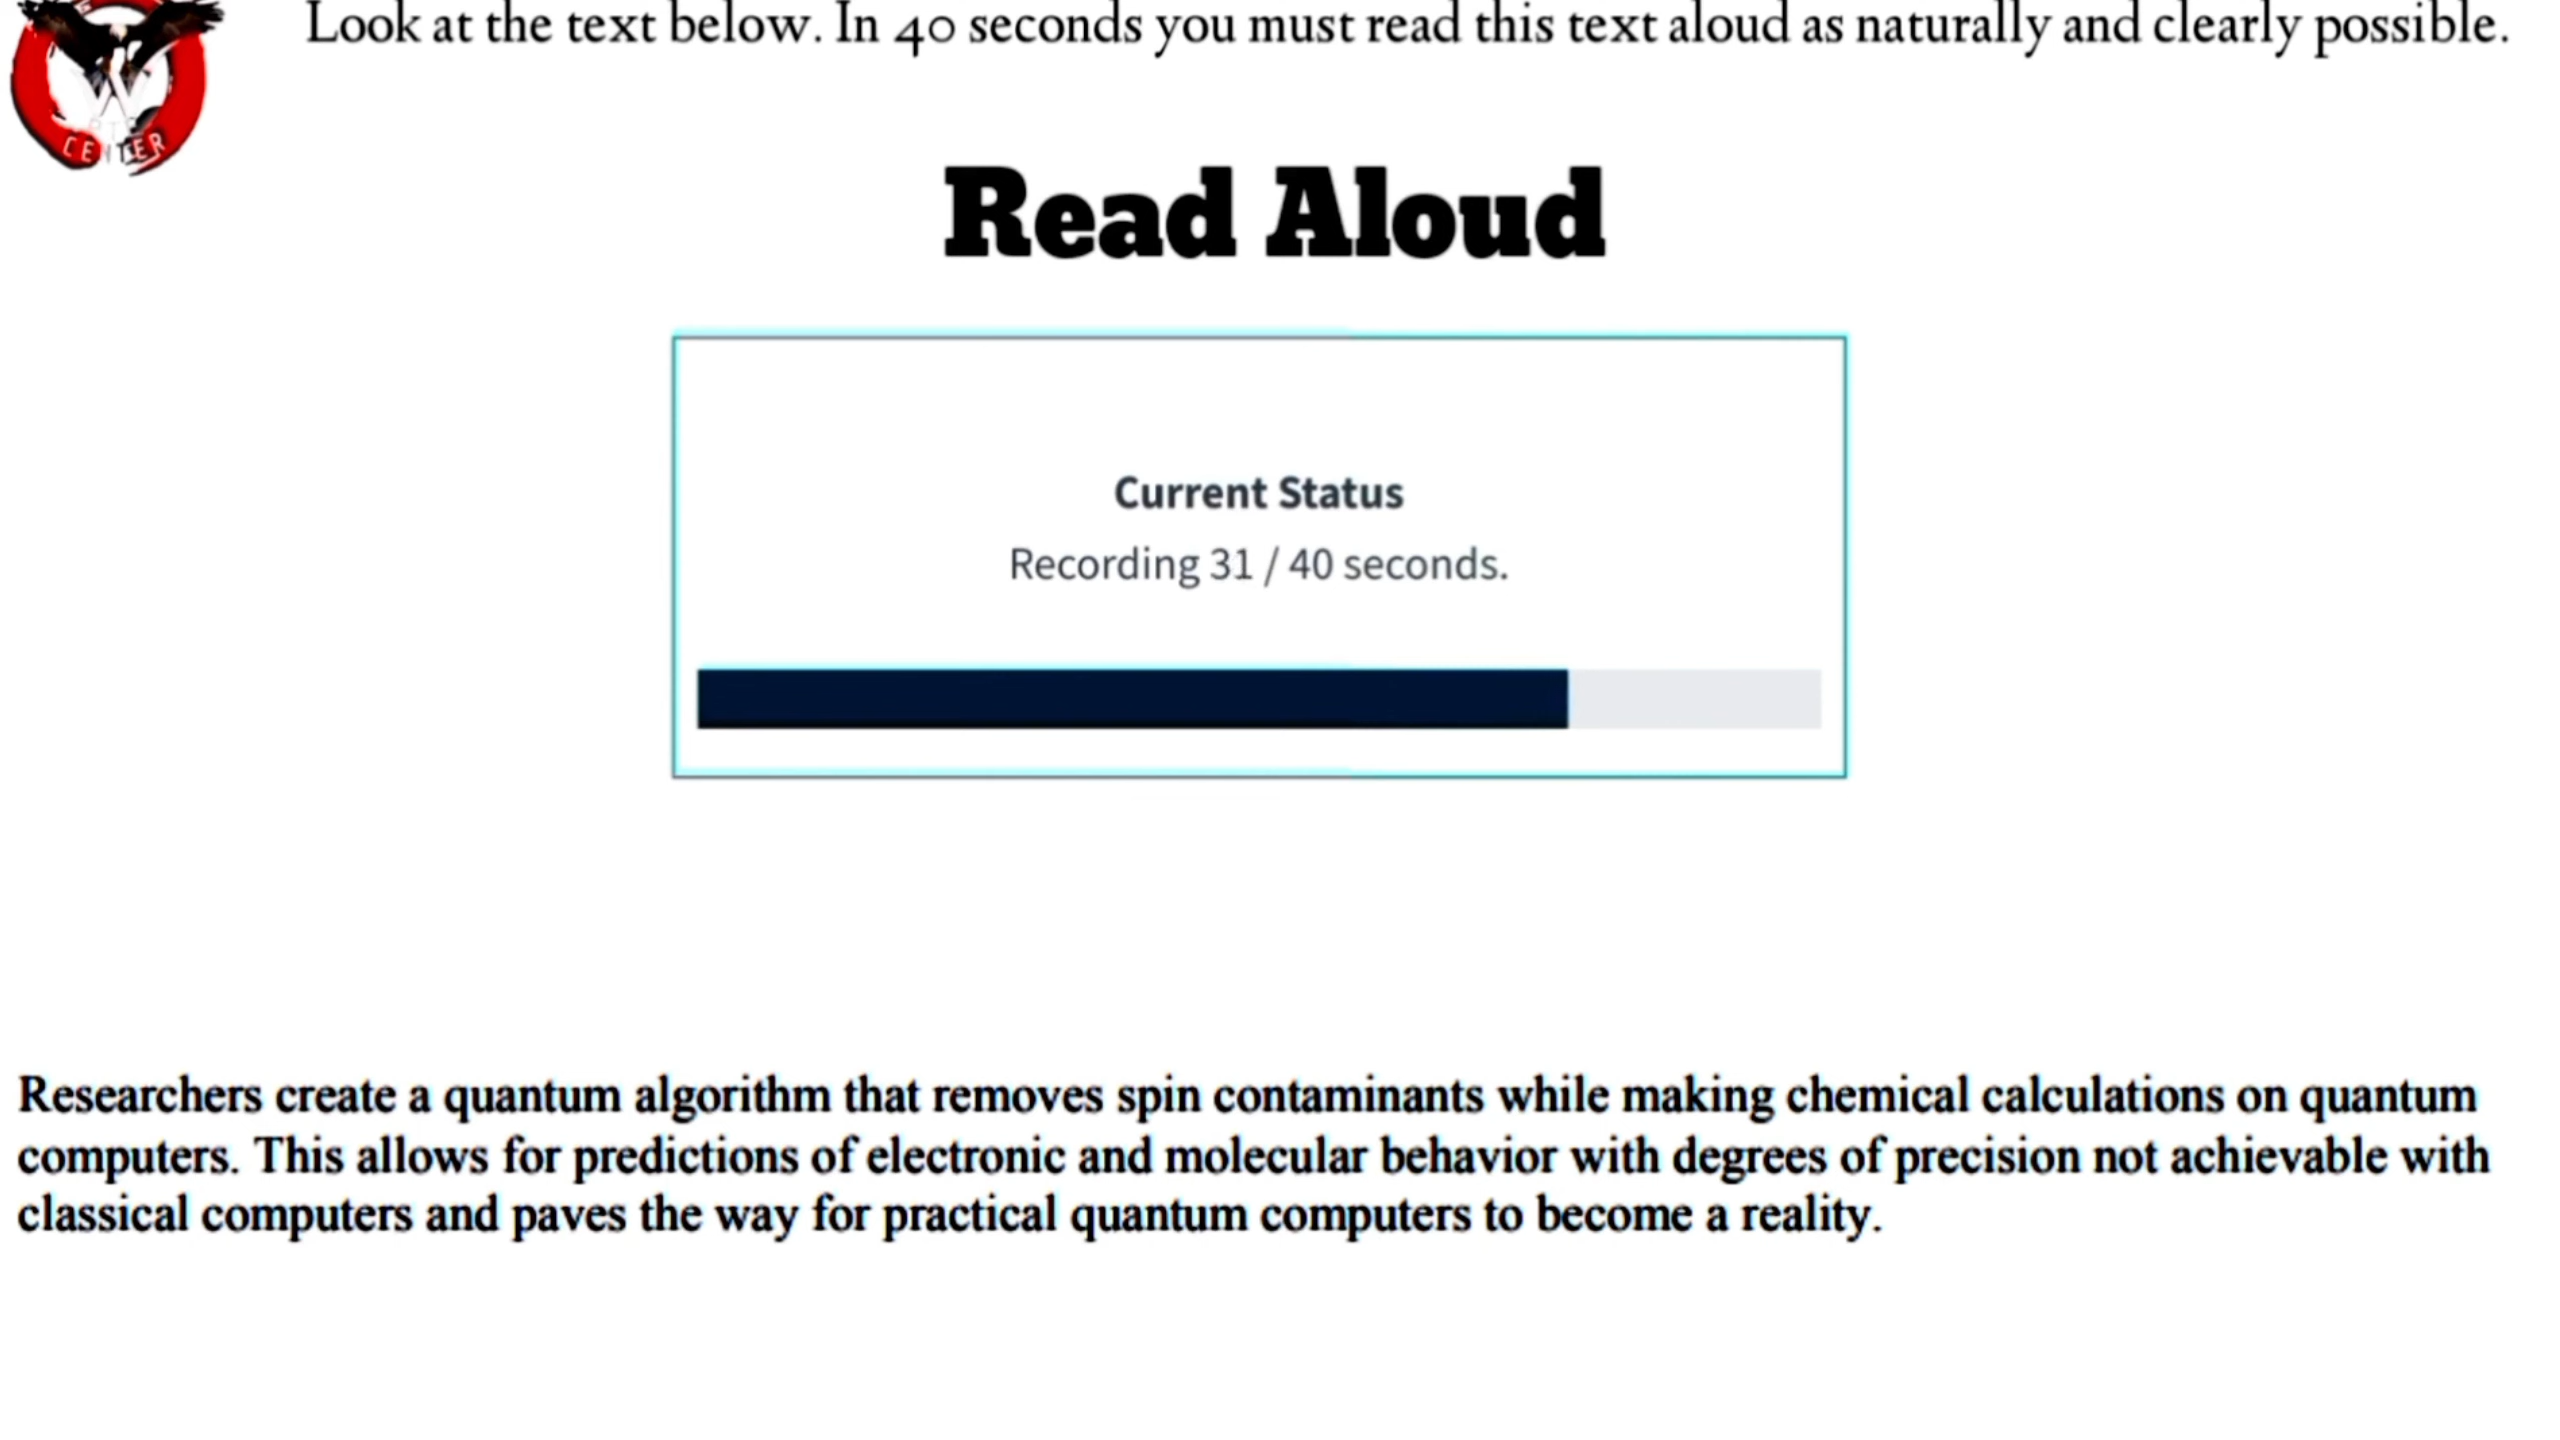 Look at the text below. In 40 seconds you must read this text aloud as naturally and clearly possible.
CENTER
Read Aloud
Current Status
Recording 31 / 40 seconds.
Researchers create a quantum algorithm that removes spin contaminants while making chemical calculations on quantum
computers. This allows for predictions of electronic and molecular behavior with degrees of precision not achievable with
classical computers and paves the way for practical quantum computers to become a reality.